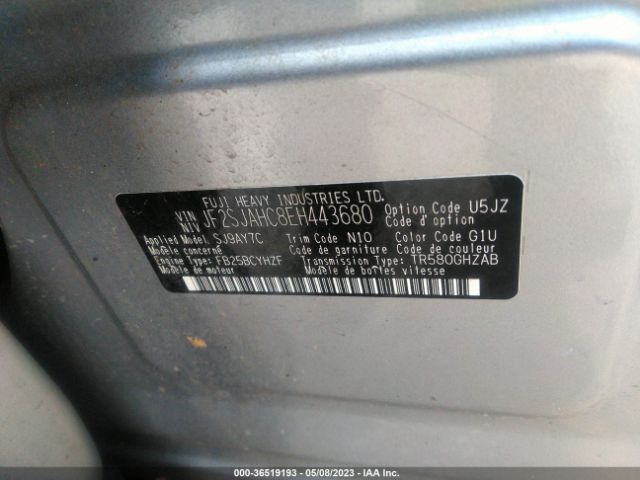 FUJI HEAVY INDUSTRIES LTD.
VIN NIV JF2SJAHC8EH443680 Option Code U5JZ
Code d'option
Applied Model SJ9AY7C Trim Code N10 Color Code G1U
Modèle concerné Code de garniture Code de couleur
Engine Type: FB25BCYHZF Transmission Type: TR580GHZAB
Modèle de moteur Modèle de boîtes vitesse
000-36519193 - 05/08/2023 - IAAI.COM